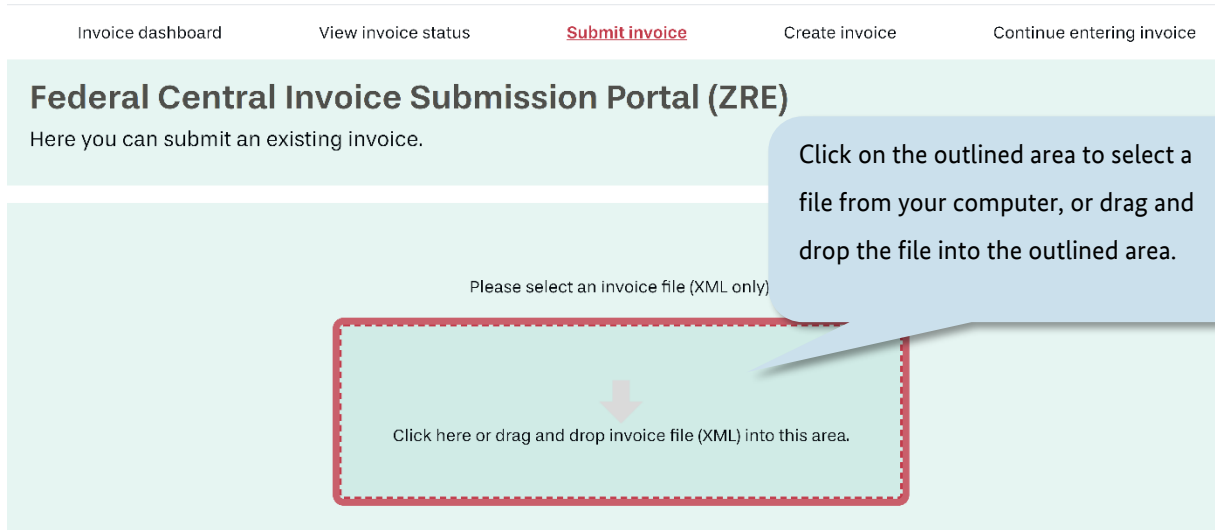 Invoice dashboard View invoice status Submit invoice Create invoice Continue entering invoice
Federal Central Invoice Submission Portal (ZRE)
Here you can submit an existing invoice.
Click on the outlined area to select a
file from your computer, or drag and
drop the file into the outlined area.
Please select an invoice file (XML only)
Click here or drag and drop invoice file (XML) into this area.